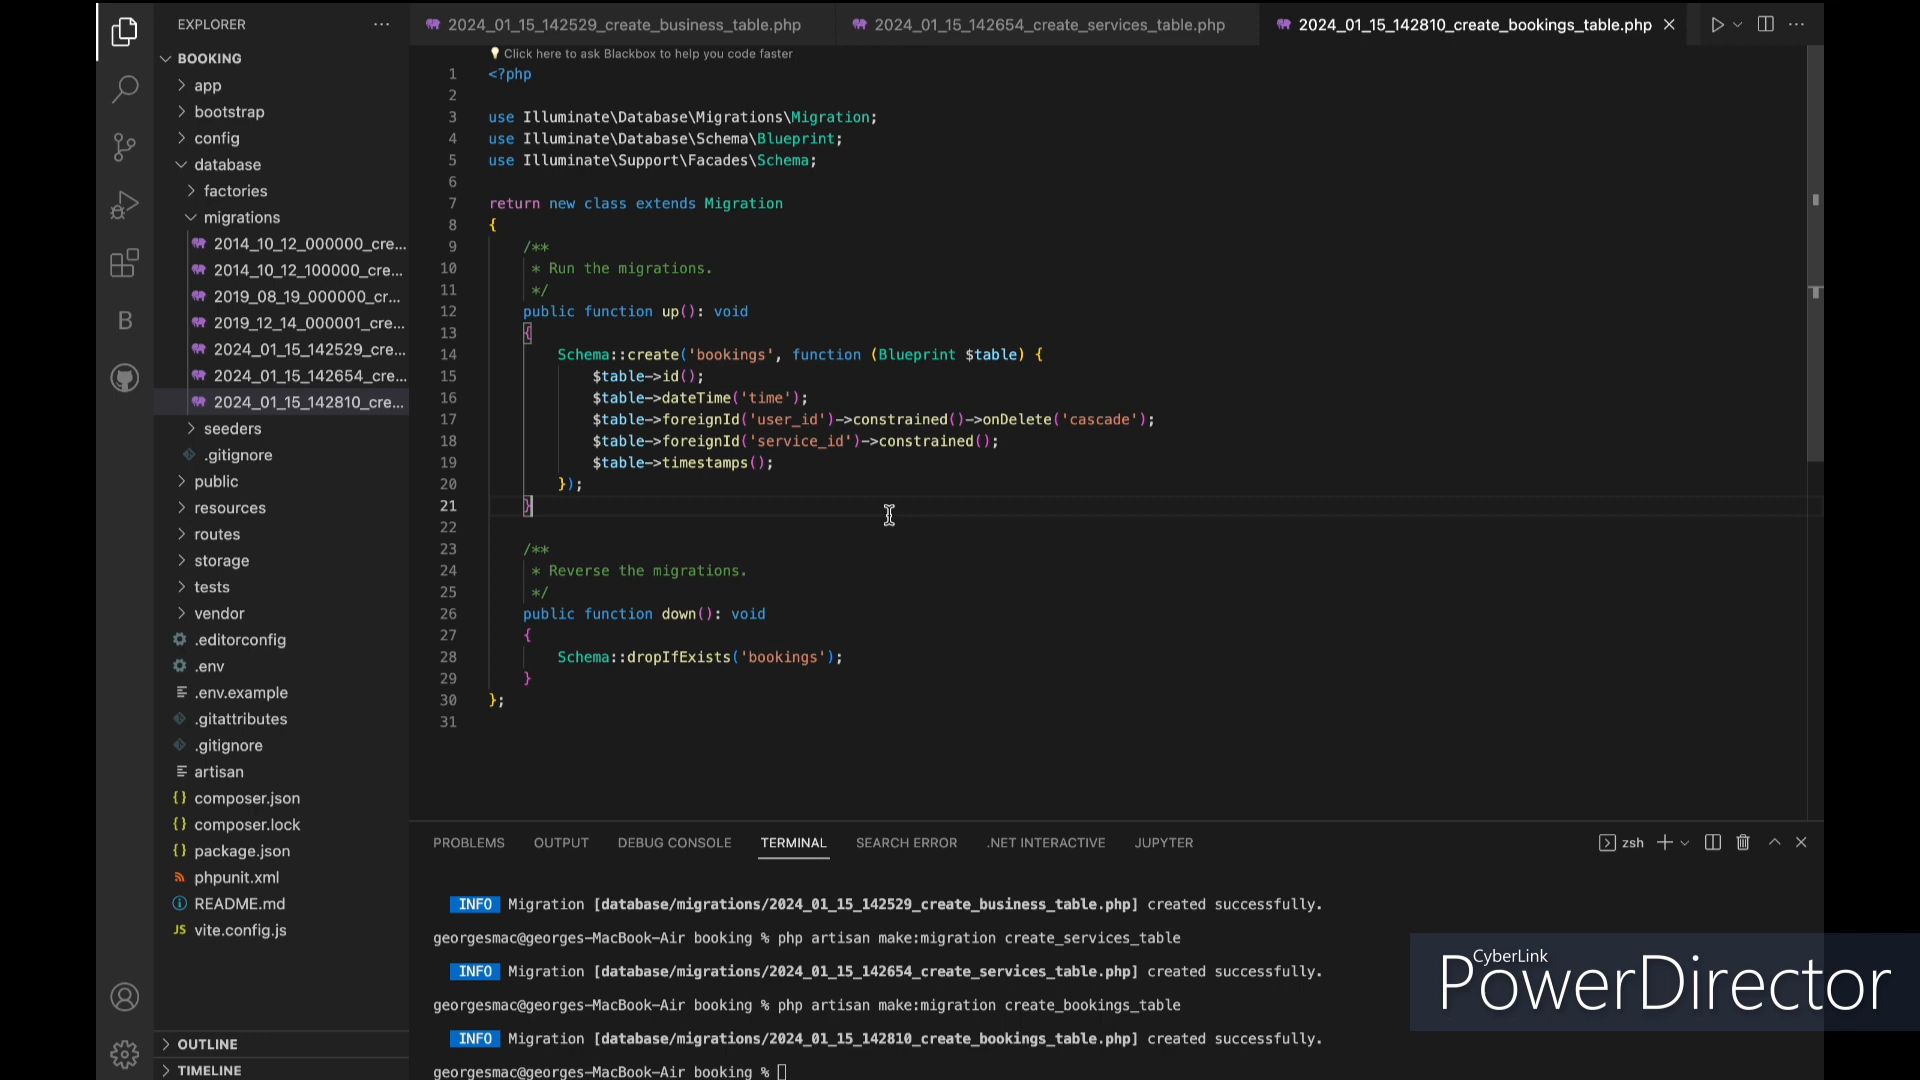 EXPLORER
BOOKING
app
bootstrap
config
database
factories
migrations
2014_10_12_000000_cre...
2014_10_12_100000_cre...
2019_08_19_000000_cr...
2019_12_14_000001_cre...
2024_01_15_142529_cre...
2024_01_15_142654_cre...
2024_01_15_142810_cre...
seeders
.gitignore
public
resources
routes
storage
tests
vendor
.editorconfig
.env
.env.example
.gitattributes
.gitignore
artisan
{} composer.json
{} composer.lock
{} package.json
phpunit.xml
README.md
JS vite.config.js
OUTLINE
TIMELINE
2024_01_15_142529_create_business_table.php
2024_01_15_142654_create_services_table.php
2024_01_15_142810_create_bookings_table.php
Click here to ask Blackbox to help you code faster
1 <?php
2
3 use Illuminate\Database\Migrations\Migration;
4 use Illuminate\Database\Schema\Blueprint;
5 use Illuminate\Support\Facades\Schema;
6
7 return new class extends Migration
8 {
9 /**
10 * Run the migrations.
11 */
12 public function up(): void
13 {
14 Schema::create('bookings', function (Blueprint $table) {
15 $table->id();
16 $table->dateTime('time');
17 $table->foreignId('user_id')->constrained()->onDelete('cascade');
18 $table->foreignId('service_id')->constrained();
19 $table->timestamps();
20 });
21 }
22
23 /**
24 * Reverse the migrations.
25 */
26 public function down(): void
27 {
28 Schema::dropIfExists('bookings');
29 }
30 };
31
PROBLEMS OUTPUT DEBUG CONSOLE TERMINAL SEARCH ERROR .NET INTERACTIVE JUPYTER zsh
INFO Migration [database/migrations/2024_01_15_142529_create_business_table.php] created successfully.
georgesmac@georges-MacBook-Air booking % php artisan make:migration create_services_table
INFO Migration [database/migrations/2024_01_15_142654_create_services_table.php] created successfully.
georgesmac@georges-MacBook-Air booking % php artisan make:migration create_bookings_table
INFO Migration [database/migrations/2024_01_15_142810_create_bookings_table.php] created successfully.
georgesmac@georges-MacBook-Air booking %
CyberLink
PowerDirector